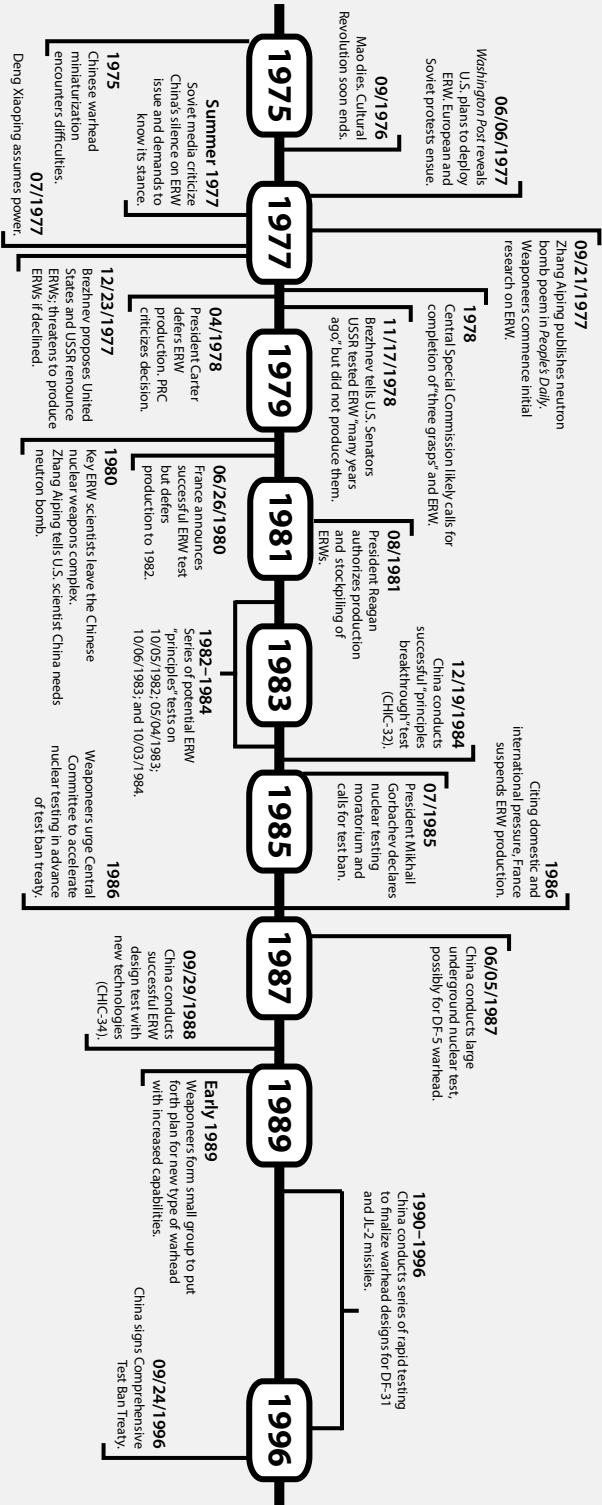 1975
1977
1979
1981
1983
1985
1987
1989
1996
09/1976
Mao dies. Cultural
Revolution soon ends.
06/06/1977
Washington Post reveals
U.S. plans to deploy
ERW. European and
Soviet protests ensue.
09/21/1977
Zhang Aiping publishes neutron
bomb poem in People's Daily.
Weaponeers commence initial
research on ERW.
1978
Central Special Commission likely calls for
completion of "three grasps" and ERW.
11/17/1978
Brezhnev tells U.S. Senators
USSR tested ERW "many years
ago," but did not produce them.
08/1981
President Reagan
authorizes production
and stockpiling of
ERWs.
12/19/1984
China conducts
successful "principles
breakthrough" test
(CHIC-32).
07/1985
President Mikhail
Gorbachev declares
nuclear testing
moratorium and
calls for test ban.
1986
Citing domestic and
international pressure, France
suspends ERW production.
06/05/1987
China conducts large
underground nuclear test,
possibly for DF-5 warhead.
1990–1996
China conducts series of rapid testing
to finalize warhead designs for DF-31
and JL-2 missiles.
1975
Chinese warhead
miniaturization
encounters difficulties.
Summer 1977
Soviet media criticize
China's silence on ERW
issue and demands to
know its stance.
07/1977
Deng Xiaoping assumes power.
12/23/1977
Brezhnev proposes United
States and USSR renounce
ERWs; threatens to produce
ERWs if declined.
04/1978
President Carter
defers ERW
production. PRC
criticizes decision.
1980
Key ERW scientists leave the Chinese
nuclear weapons complex.
Zhang Aiping tells U.S. scientist China needs
neutron bomb.
06/26/1980
France announces
successful ERW test
but defers
production to 1982.
1982–1984
Series of potential ERW
"principles" tests on
10/05/1982; 05/04/1983;
10/06/1983; and 10/03/1984.
1986
Weaponeers urge Central
Committee to accelerate
nuclear testing in advance
of test ban treaty.
09/29/1988
China conducts
successful ERW
design test with
new technologies
(CHIC-34).
Early 1989
Weaponeers form small group to put
forth plan for new type of warhead
with increased capabilities.
09/24/1996
China signs Comprehensive
Test Ban Treaty.